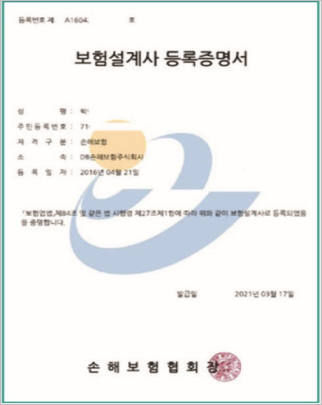 등록번호 제 A1604 호
보험설계사 등록증명서
성 명 : 박
주민등록번호 : 71
자 격 구 분 : 손해보험
소 속 : DB손해보험주식회사
등 록 일 자 : 2016년 04월 21일
「보험업법」제84조 및 같은 법 시행령 제27조제1항에 따라 위와 같이 보험설계사로 등록되었음
을 증명합니다.
발급일 2021년 03월 17일
손 해 보 험 협 회 장